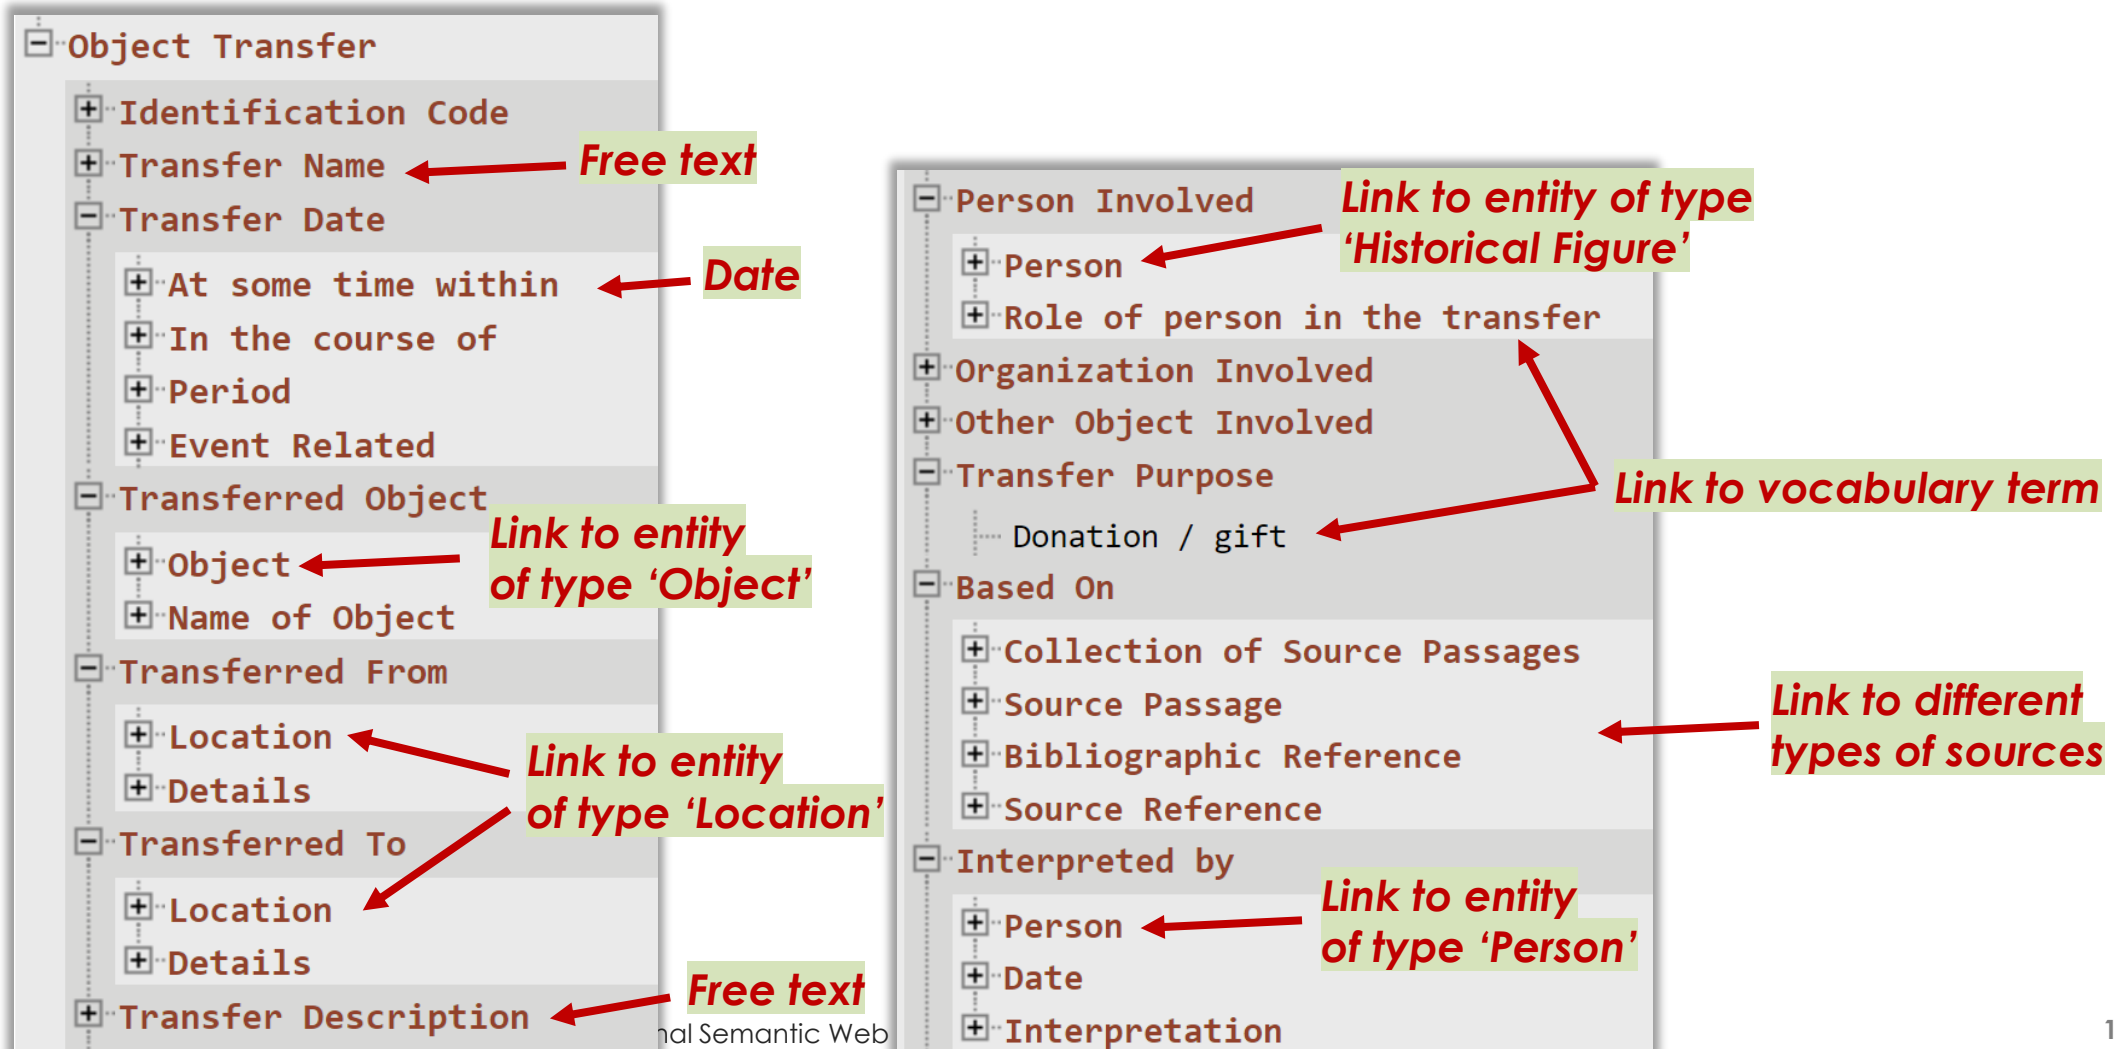 Object Transfer
Identification Code
Transfer Name
Free text
Transfer Date
At some time within
Date
In the course of
Period
Event Related
Transferred Object
Object
Link to entity
of type ‘Object’
Name of Object
Transferred From
Location
Details
Link to entity
of type ‘Location’
Transferred To
Location
Details
Transfer Description
Free text
nal Semantic Web
Person Involved
Link to entity of type
‘Historical Figure’
Person
Role of person in the transfer
Organization Involved
Other Object Involved
Transfer Purpose
Link to vocabulary term
Donation / gift
Based On
Collection of Source Passages
Source Passage
Bibliographic Reference
Source Reference
Link to different
types of sources
Interpreted by
Person
Link to entity
of type ‘Person’
Date
Interpretation
1